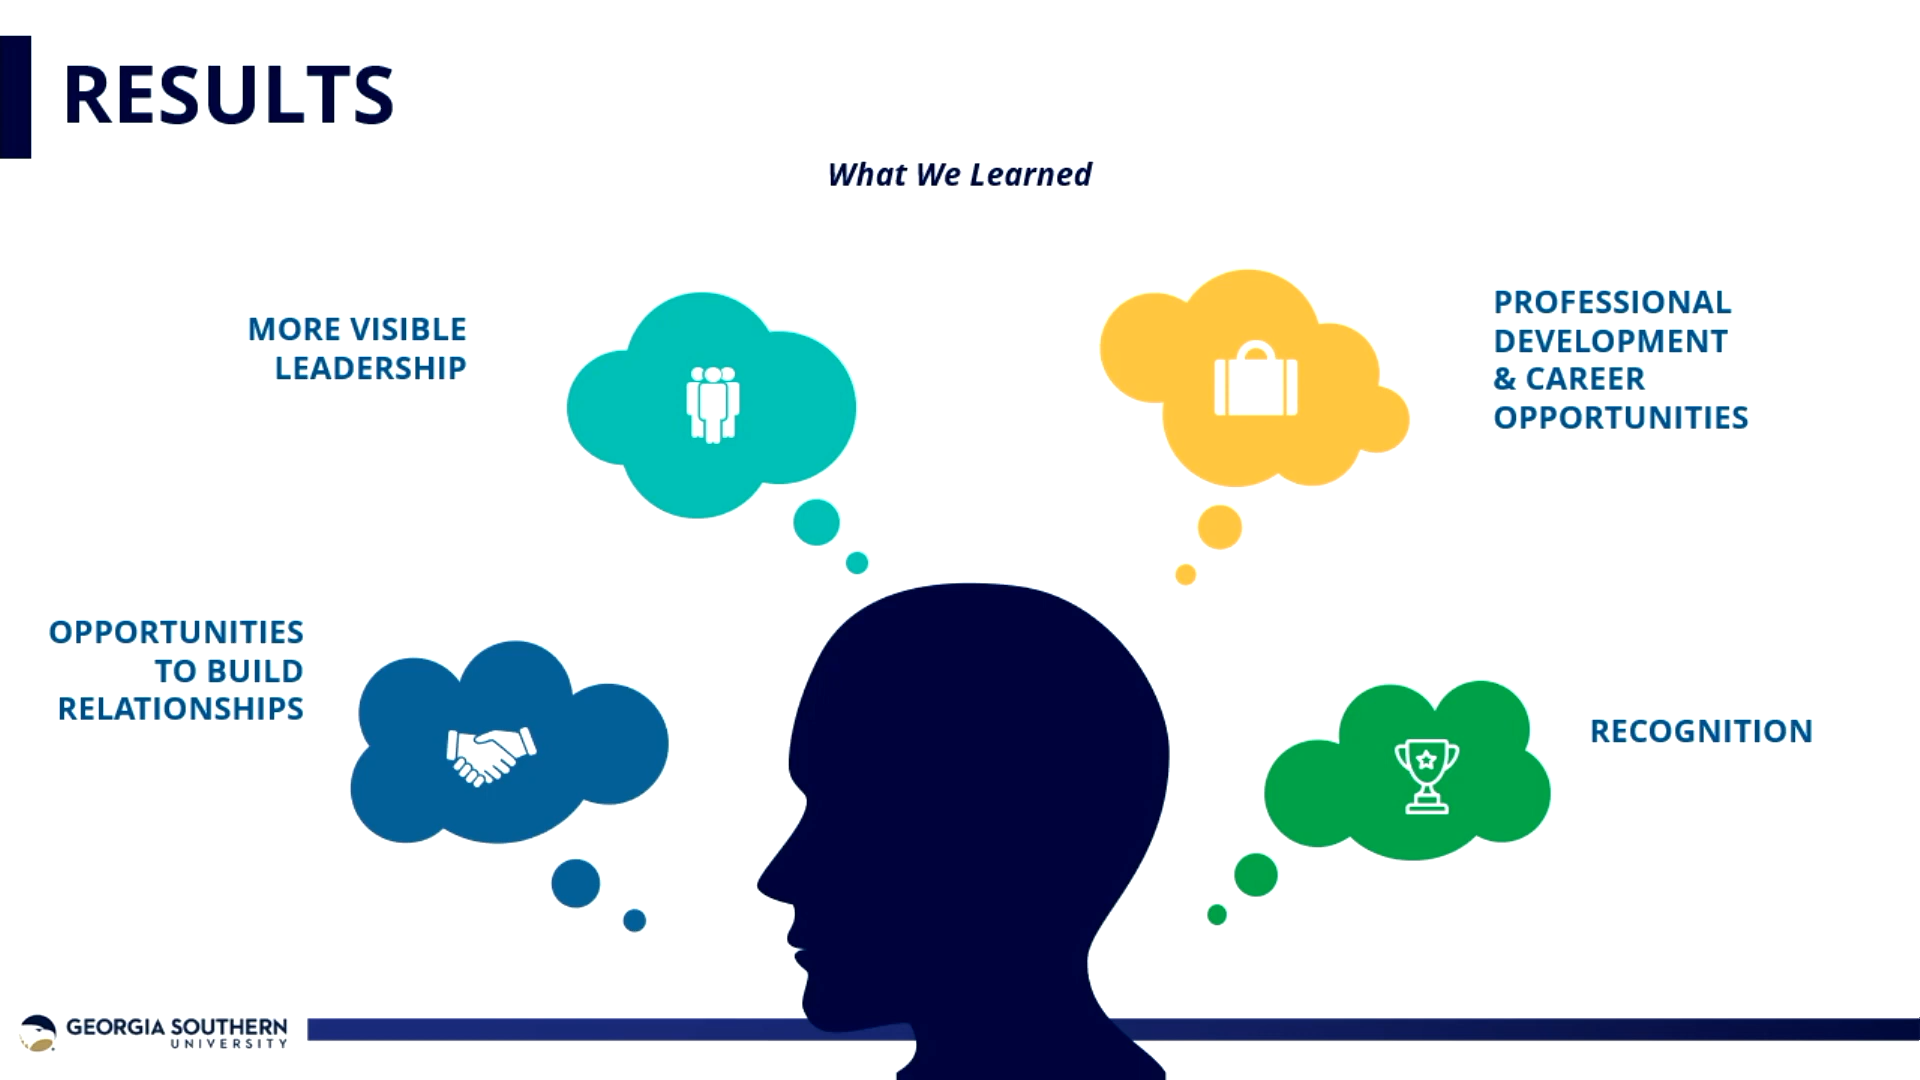 RESULTS
What We Learned
MORE VISIBLE
LEADERSHIP
PROFESSIONAL
DEVELOPMENT
& CAREER
OPPORTUNITIES
OPPORTUNITIES
TO BUILD
RELATIONSHIPS
RECOGNITION
GEORGIA SOUTHERN
UNIVERSITY